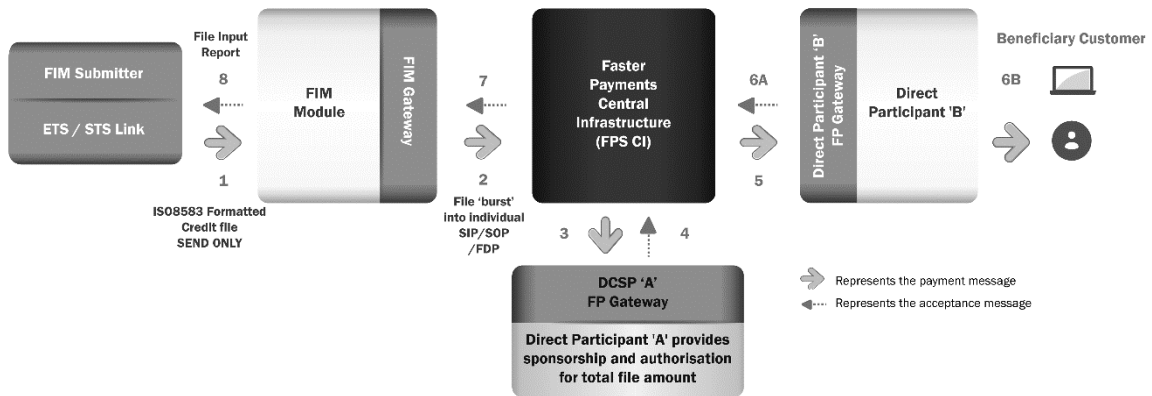 FIM Submitter
ETS / STS Link
File Input
Report
8
1
ISO8583 Formatted
Credit file
SEND ONLY
FIM
Module
FIM Gateway
7
2
File ‘burst’
into individual
SIP/SOP
/FDP
Faster
Payments
Central
Infrastructure
(FPS CI)
3
4
DCSP ‘A’
FP Gateway
Direct Participant 'A' provides
sponsorship and authorisation
for total file amount
6A
5
Direct Participant ‘B’
FP Gateway
Direct
Participant 'B'
Beneficiary Customer
6B
Represents the payment message
Represents the acceptance message